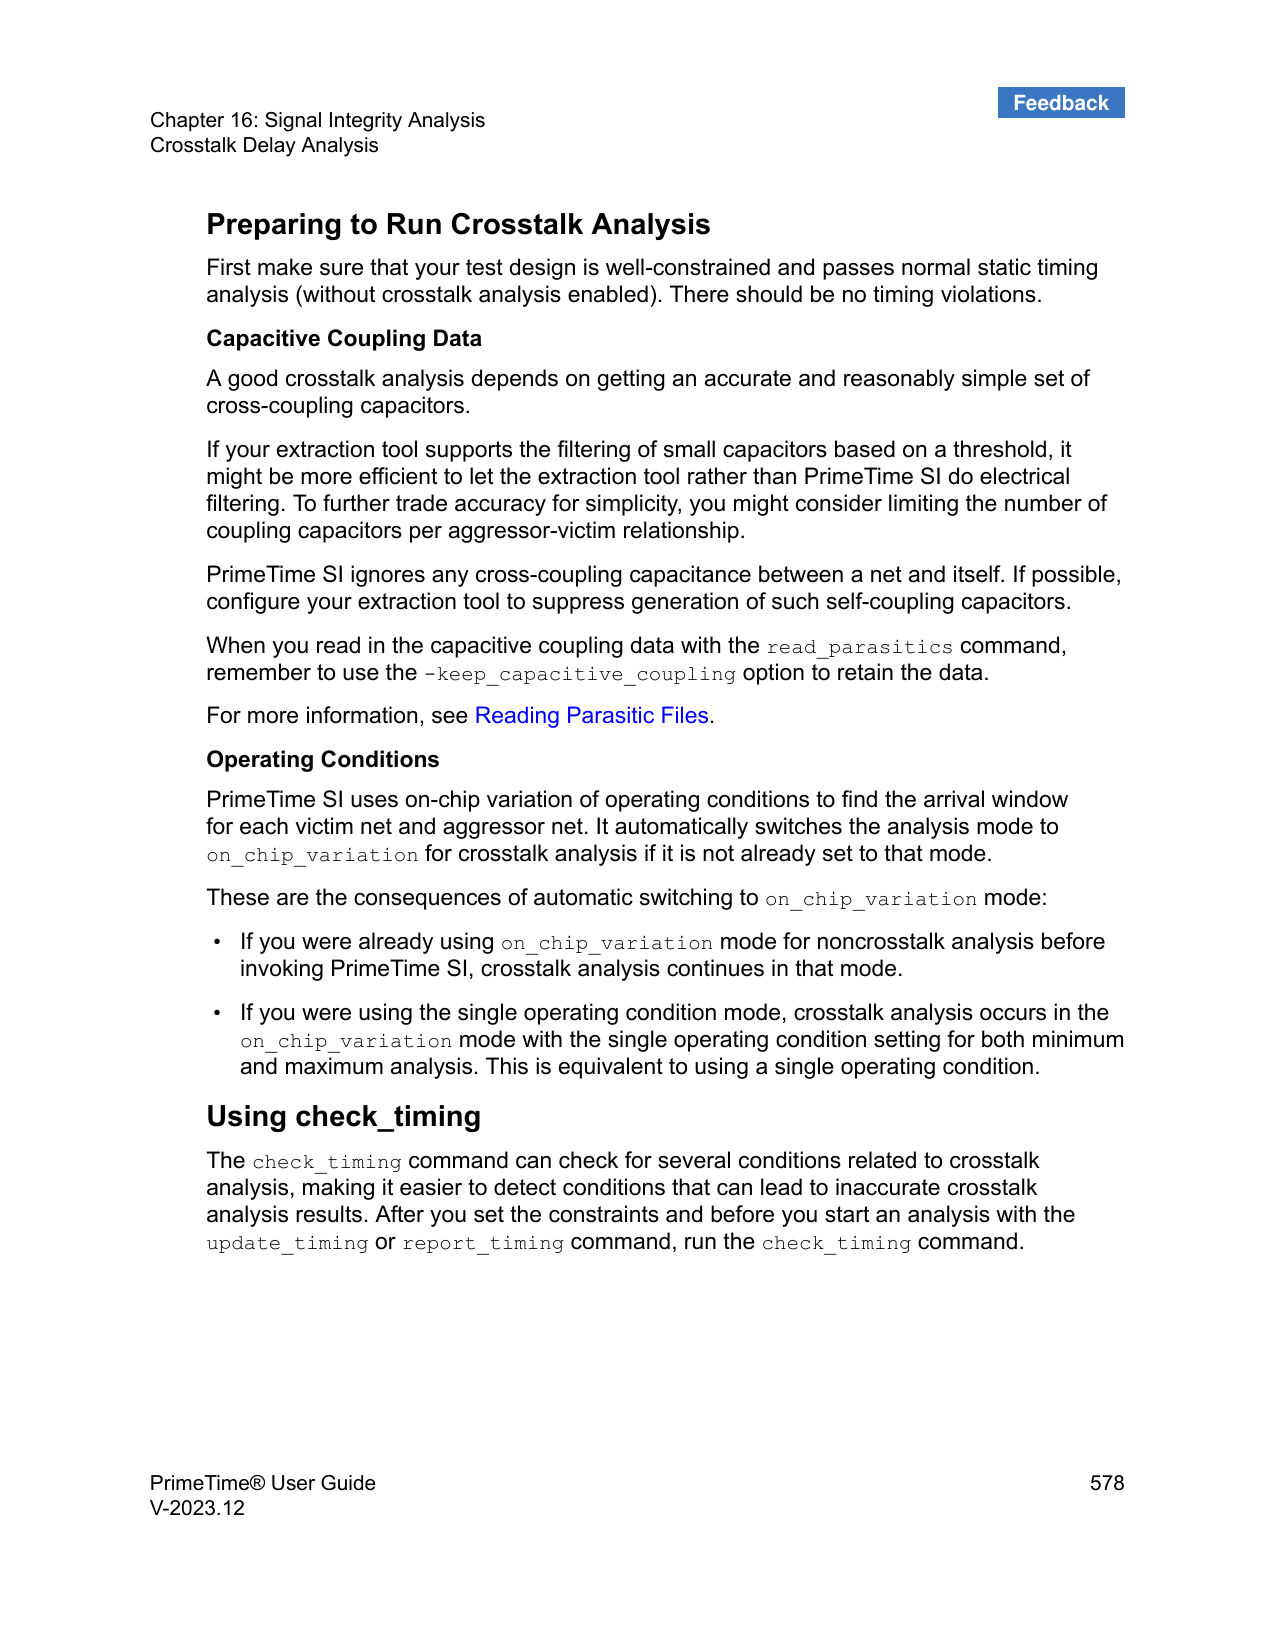 Feedback
Chapter 16: Signal Integrity Analysis
Crosstalk Delay Analysis
Preparing to Run Crosstalk Analysis
First make sure that your test design is well-constrained and passes normal static timing
analysis (without crosstalk analysis enabled). There should be no timing violations.
Capacitive Coupling Data
A good crosstalk analysis depends on getting an accurate and reasonably simple set of
cross-coupling capacitors.
If your extraction tool supports the filtering of small capacitors based on a threshold, it
might be more efficient to let the extraction tool rather than PrimeTime SI do electrical
filtering. To further trade accuracy for simplicity, you might consider limiting the number of
coupling capacitors per aggressor-victim relationship.
PrimeTime SI ignores any cross-coupling capacitance between a net and itself. If possible,
configure your extraction tool to suppress generation of such self-coupling capacitors.
When you read in the capacitive coupling data with the read_parasitics command,
remember to use the -keep_capacitive_coupling option to retain the data.
For more information, see Reading Parasitic Files.
Operating Conditions
PrimeTime SI uses on-chip variation of operating conditions to find the arrival window
for each victim net and aggressor net. It automatically switches the analysis mode to
on_chip_variation for crosstalk analysis if it is not already set to that mode.
These are the consequences of automatic switching to on_chip_variation mode:
• If you were already using on_chip_variation mode for noncrosstalk analysis before
invoking PrimeTime SI, crosstalk analysis continues in that mode.
• If you were using the single operating condition mode, crosstalk analysis occurs in the
on_chip_variation mode with the single operating condition setting for both minimum
and maximum analysis. This is equivalent to using a single operating condition.
Using check_timing
The check_timing command can check for several conditions related to crosstalk
analysis, making it easier to detect conditions that can lead to inaccurate crosstalk
analysis results. After you set the constraints and before you start an analysis with the
update_timing or report_timing command, run the check_timing command.
PrimeTime® User Guide 578
V-2023.12